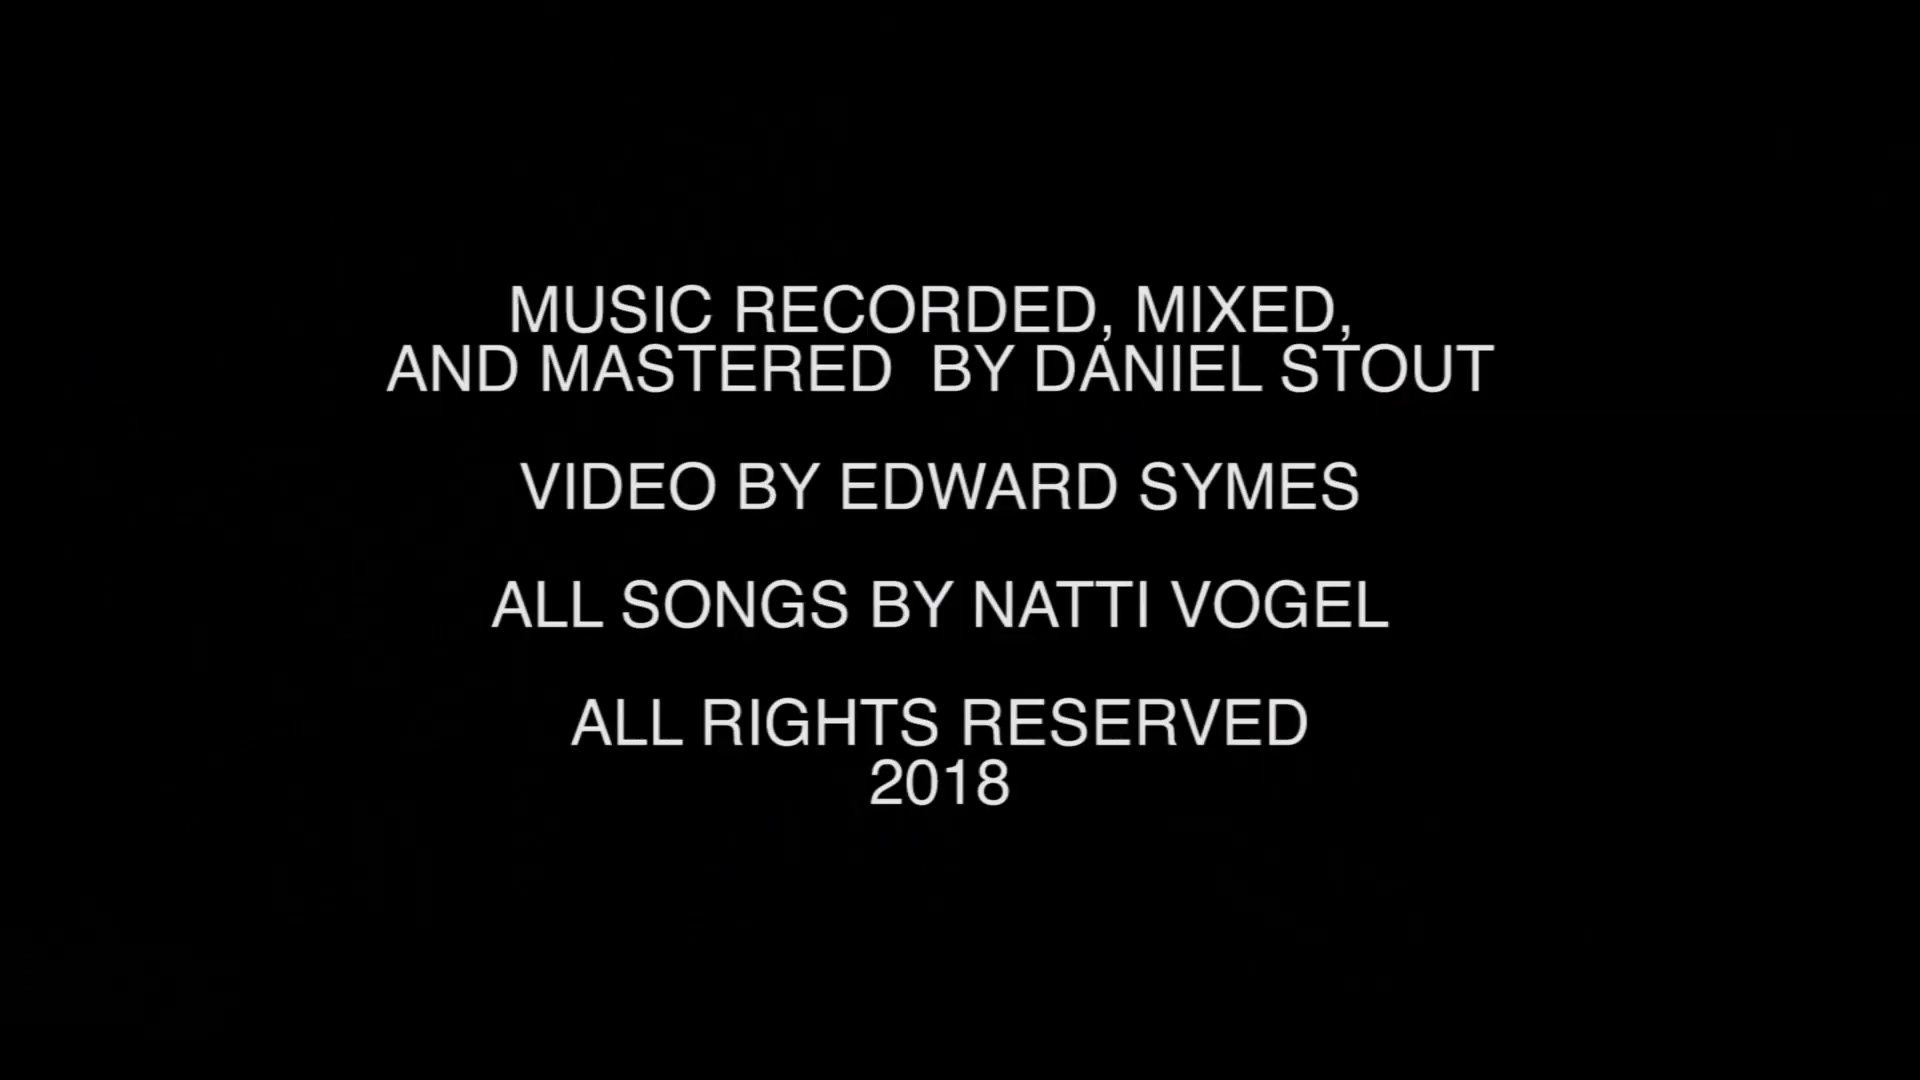 MUSIC RECORDED, MIXED,
AND MASTERED  BY DANIEL STOUT
VIDEO BY EDWARD SYMES
ALL SONGS BY NATTI VOGEL
ALL RIGHTS RESERVED
2018